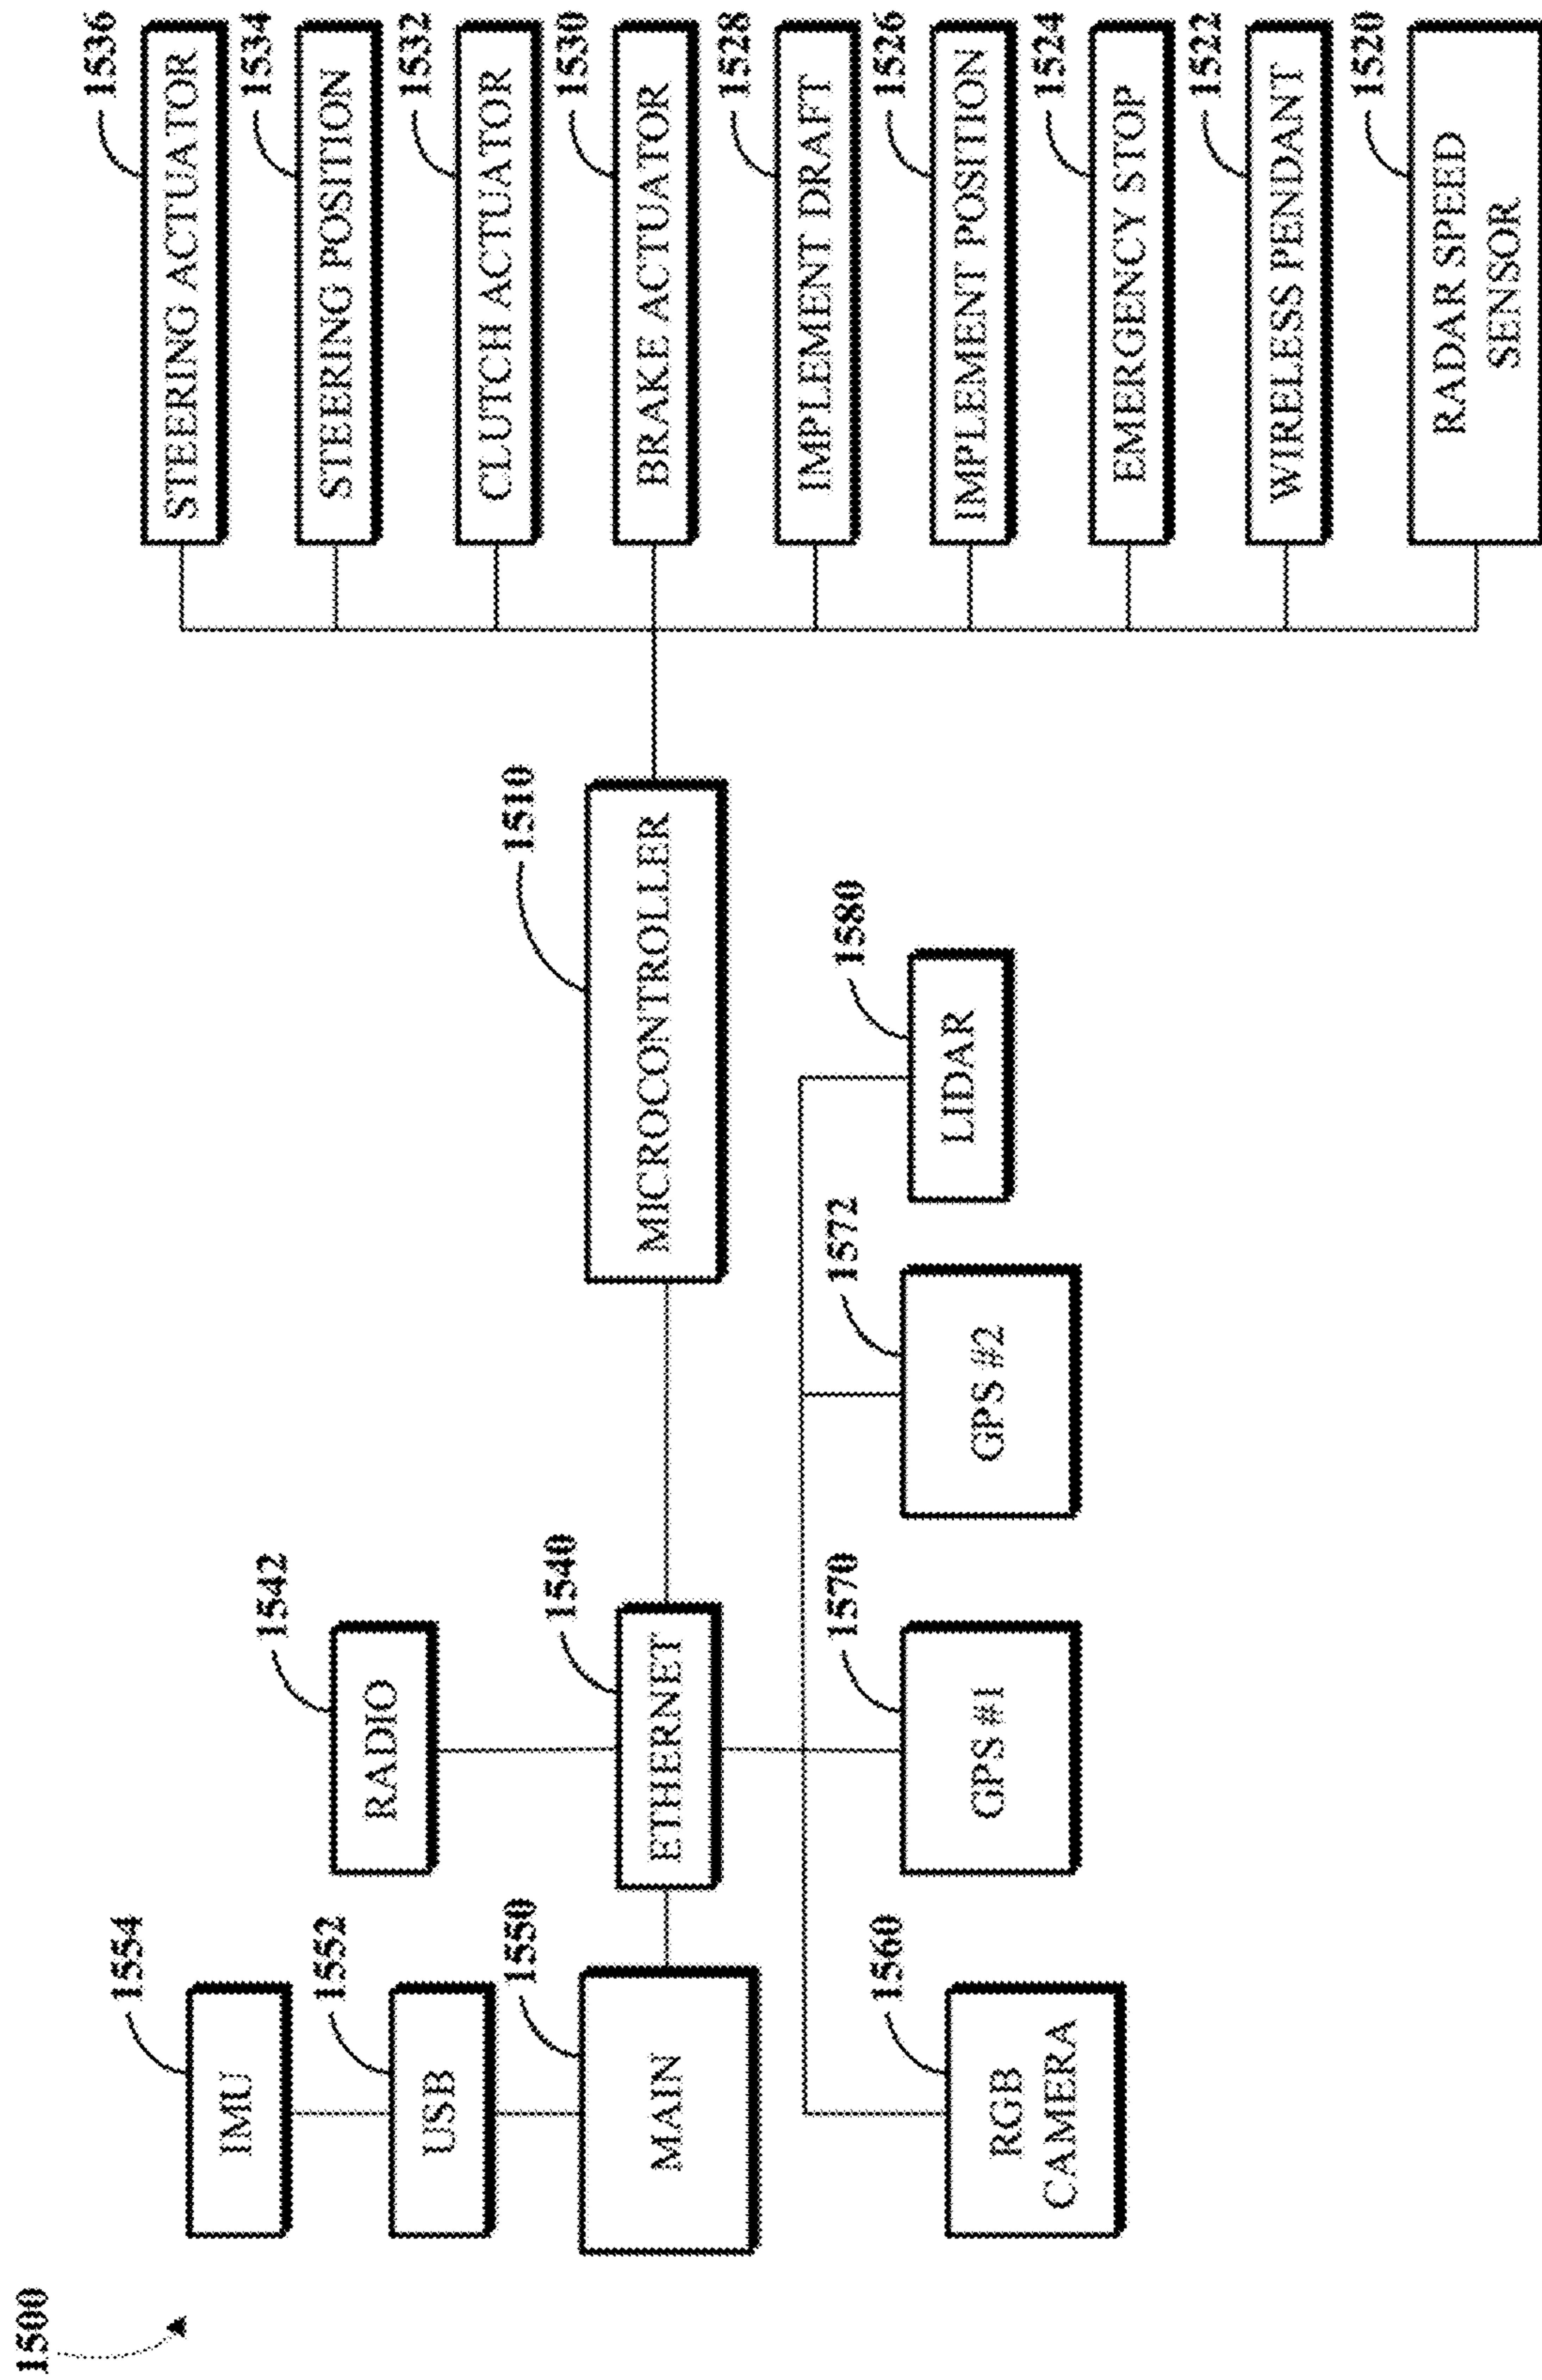 1500
IMU
1554
USB
1552
MAIN
1550
RADIO
1542
ETHERNET
1540
RGB
CAMERA
1560
GPS #1
1570
GPS #2
1572
LIDAR
1580
MICROCONTROLLER
1510
STEERING ACTUATOR
1536
STEERING POSITION
1534
CLUTCH ACTUATOR
1532
BRAKE ACTUATOR
1530
IMPLEMENT DRAFT
1528
IMPLEMENT POSITION
1526
EMERGENCY STOP
1524
WIRELESS PENDANT
1522
RADAR SPEED
SENSOR
1520